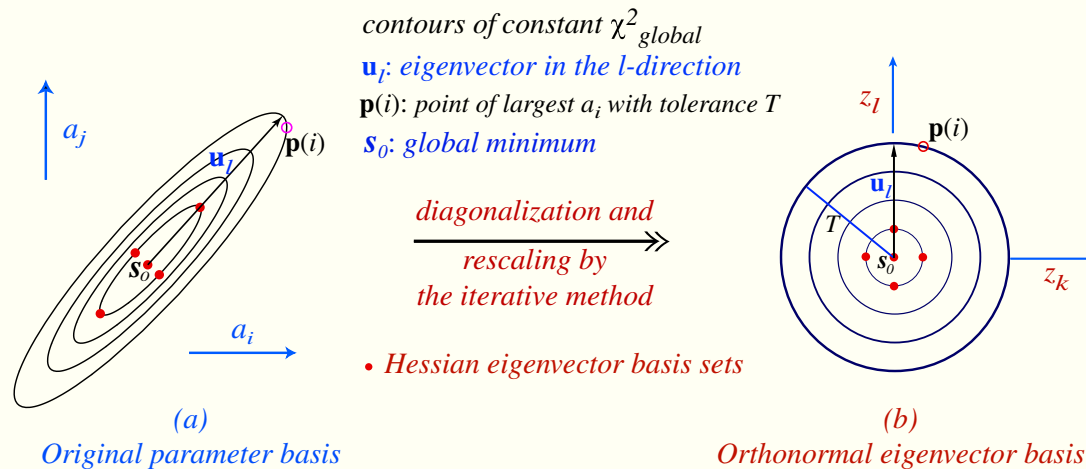 contours of constant χ²global
u_l: eigenvector in the l-direction
p(i): point of largest a_i with tolerance T
s_0: global minimum
a_j
u_l
p(i)
s_0
a_i
diagonalization and
rescaling by
the iterative method
• Hessian eigenvector basis sets
z_l
p(i)
u_l
T
s_0
z_k
(a)
Original parameter basis
(b)
Orthonormal eigenvector basis